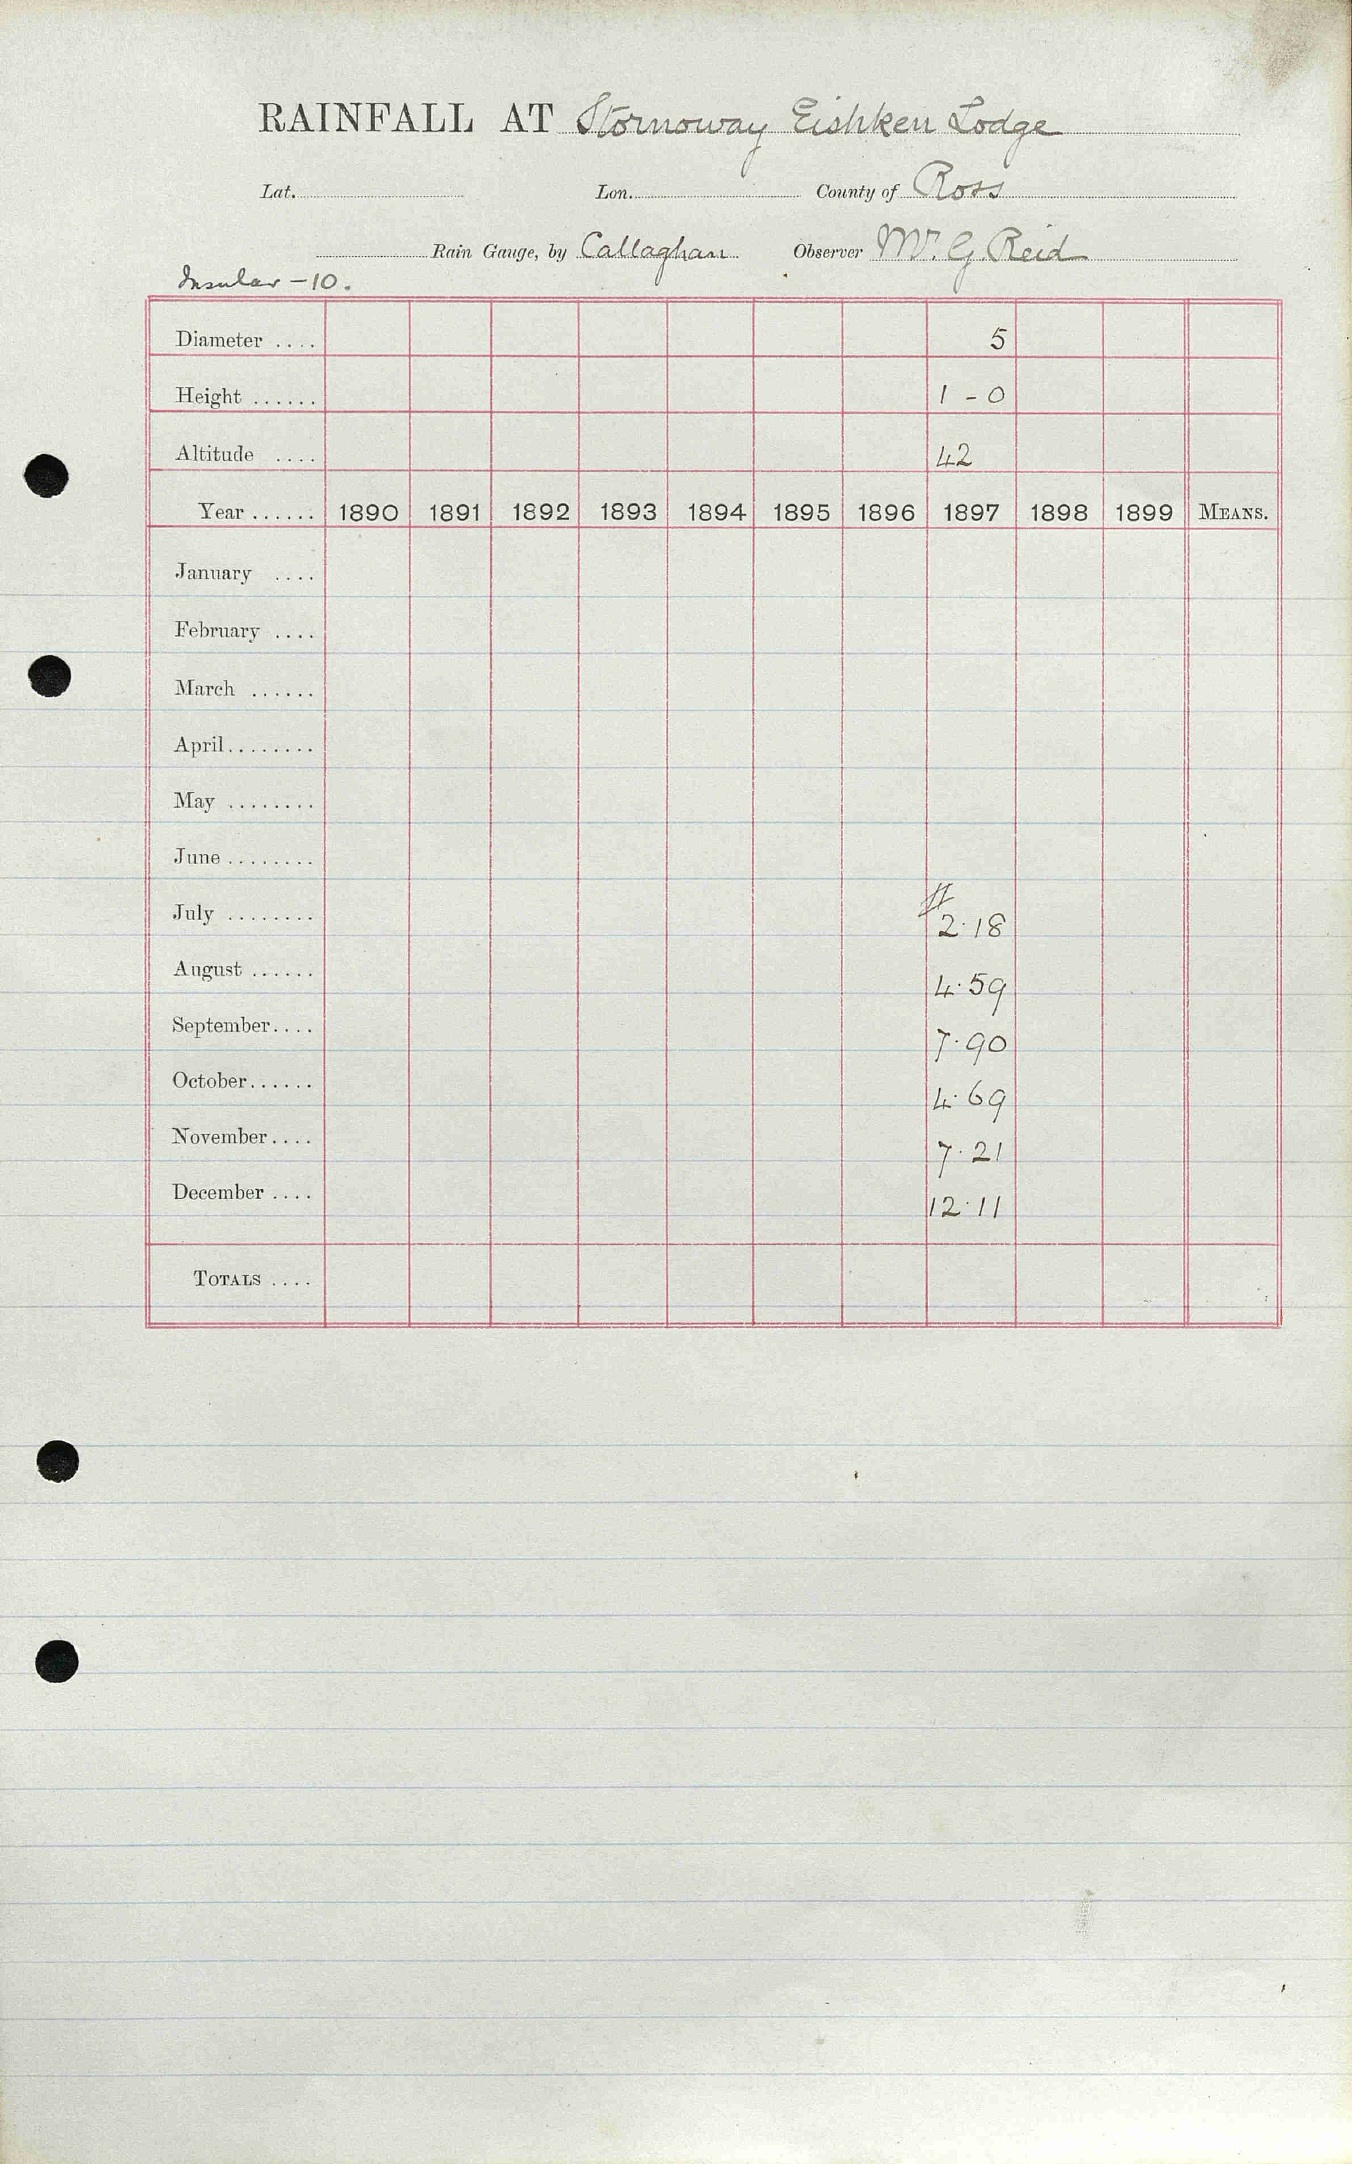 RAINFALL AT Stornoway Eishken Lodge
Lat. Lon. County of Ross
Rain Gauge, by Callaghan Observer Mr. G. Reid
Insular - 10.
Diameter .... 5
Height ...... 1 - 0
Altitude .... 42
Year ...... 1890 1891 1892 1893 1894 1895 1896 1897 1898 1899 MEANS.
January ....
February ....
March ......
April ........
May ........
June ........
July ........ # 2.18
August ...... 4.59
September .... 7.90
October ...... 4.69
November .... 7.21
December .... 12.11
TOTALS ....